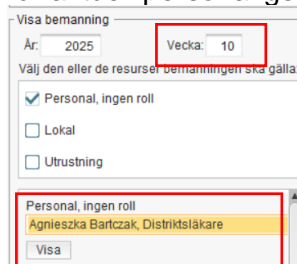 Visa bemanning
År: 2025 Vecka: 10
Välj den eller de resurser bemanningen ska gälla:
Personal, ingen roll
Lokal
Utrustning
Personal, ingen roll
Agnieszka Bartczak, Distriktsläkare
Visa